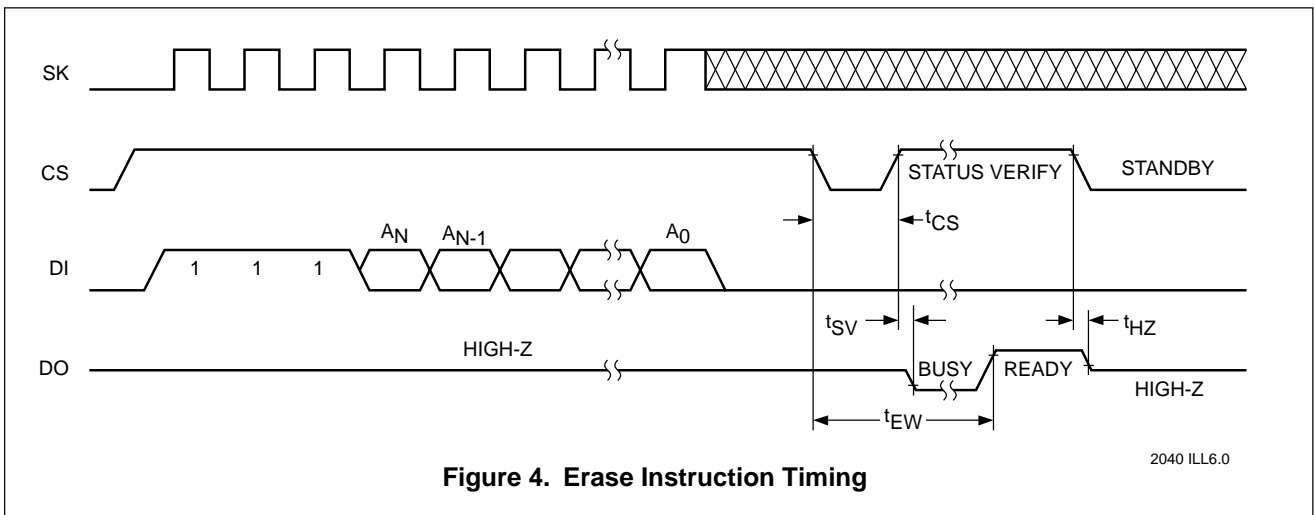 SK
CS
STATUS VERIFY
STANDBY
tCS
DI
1 1 1
AN
AN-1
A0
tSV
tHZ
DO
HIGH-Z
BUSY
READY
HIGH-Z
tEW
2040 ILL6.0
Figure 4. Erase Instruction Timing